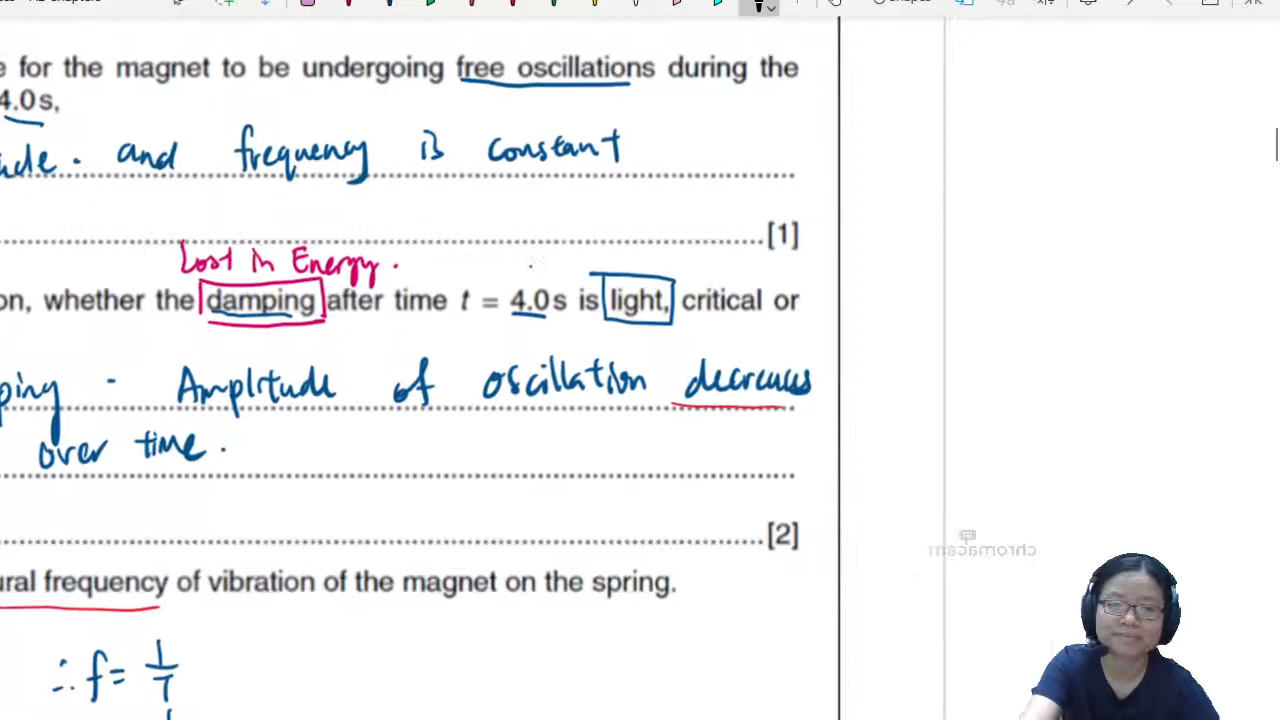 e for the magnet to be undergoing free oscillations during the
4.0s,
and frequency is constant
[1]
Lost in Energy.
on, whether the damping after time t = 4.0s is light, critical or
ping - Amplitude of oscillation decreases
over time.
[2]
ural frequency of vibration of the magnet on the spring.
∴ f = 1/T
chromacam